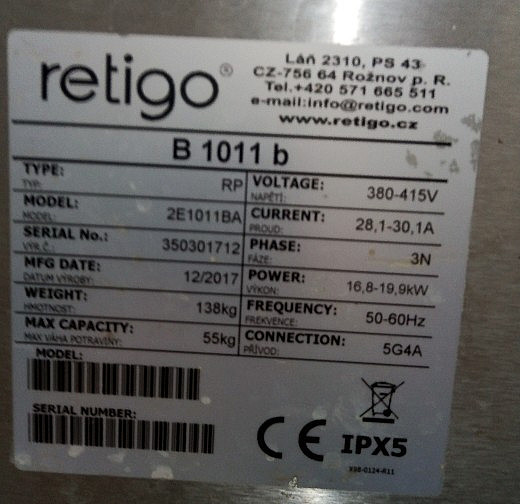 retigo®
Láň 2310, PS 43
CZ-756 64 Rožnov p. R.
Tel.+420 571 665 511
e-mail:info@retigo.com
www.retigo.cz
B 1011 b
TYPE: RP
TYP:
MODEL: 2E1011BA
MODEL:
SERIAL No.: 350301712
VÝR.Č.:
MFG DATE: 12/2017
DATUM VÝROBY:
WEIGHT: 138kg
HMOTNOST:
MAX CAPACITY: 55kg
MAX VÁHA POTRAVINY:
VOLTAGE: 380-415V
NAPĚTÍ:
CURRENT: 28,1-30,1A
PROUD:
PHASE: 3N
FÁZE:
POWER: 16,8-19,9kW
VÝKON:
FREQUENCY: 50-60Hz
FREKVENCE:
CONNECTION: 5G4A
PŘÍVOD:
MODEL:
SERIAL NUMBER:
CE IPX5
X98-0124-R11